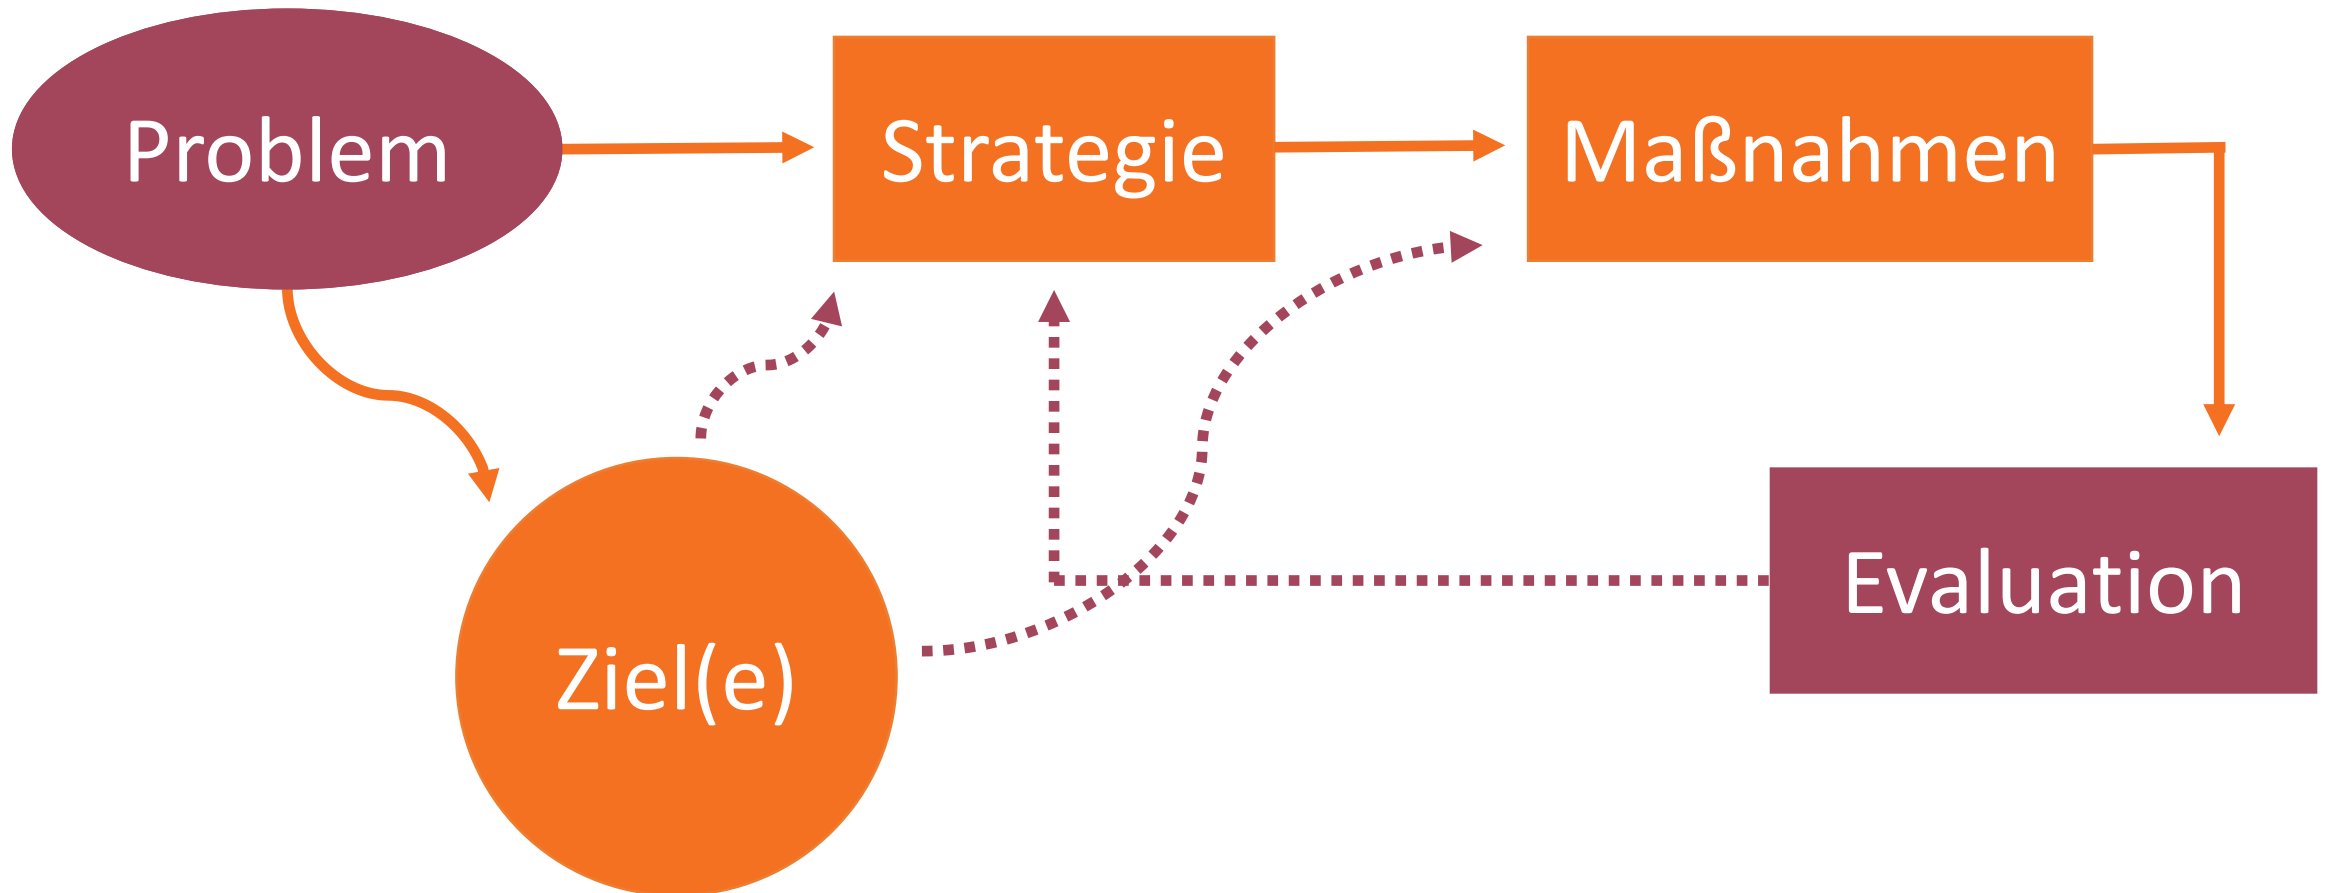 Problem
Strategie
Maßnahmen
Evaluation
Ziel(e)